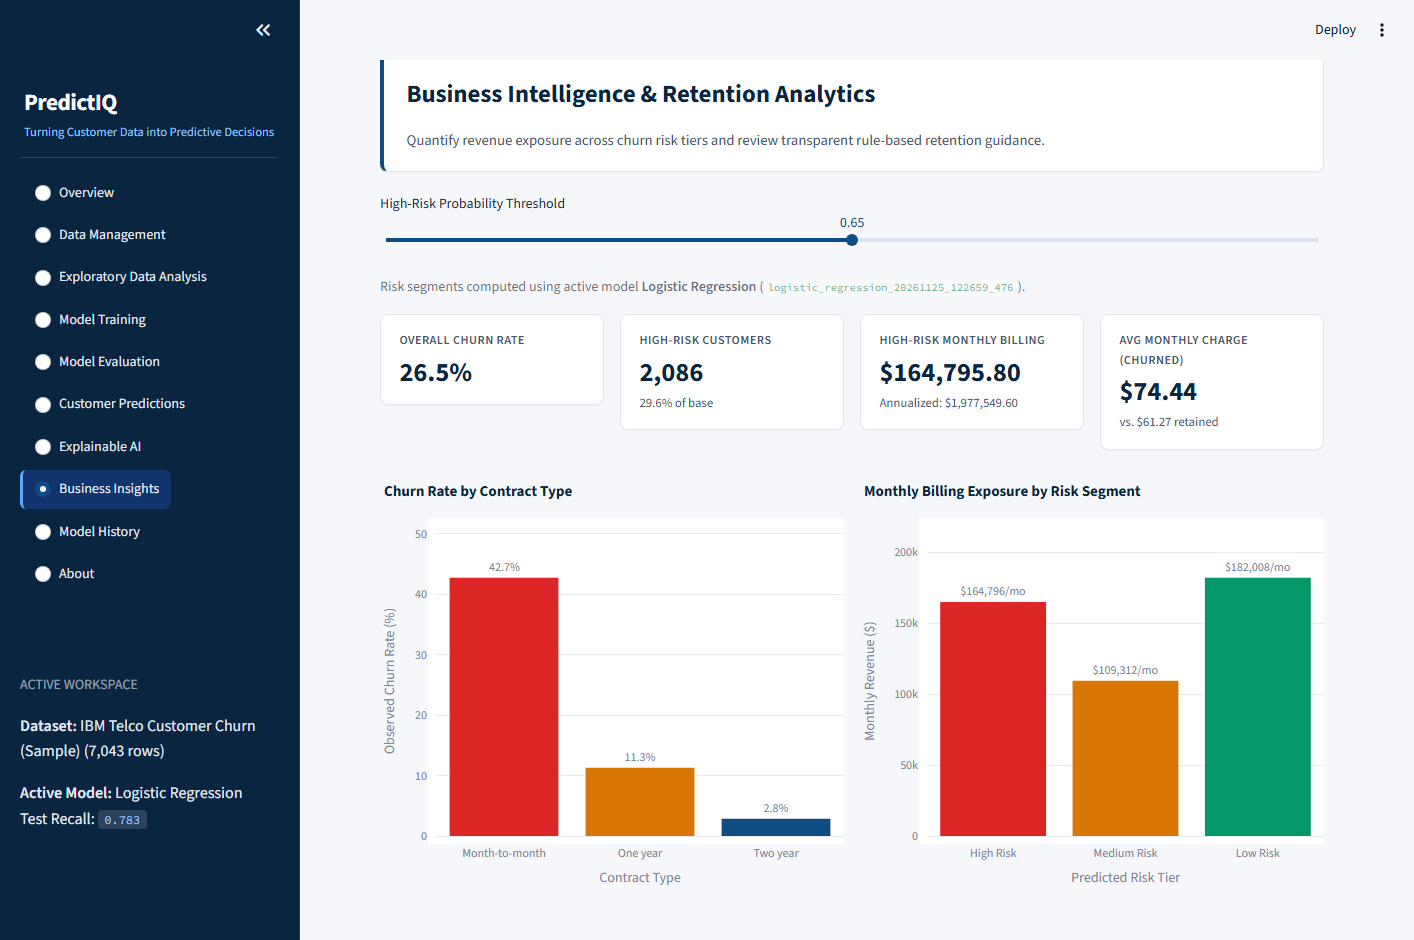 Deploy
PredictIQ
Turning Customer Data into Predictive Decisions
Overview
Data Management
Exploratory Data Analysis
Model Training
Model Evaluation
Customer Predictions
Explainable AI
Business Insights
Model History
About
ACTIVE WORKSPACE
Dataset: IBM Telco Customer Churn
(Sample) (7,043 rows)
Active Model: Logistic Regression
Test Recall: 0.783
Business Intelligence & Retention Analytics
Quantify revenue exposure across churn risk tiers and review transparent rule-based retention guidance.
High-Risk Probability Threshold
0.65
Risk segments computed using active model Logistic Regression ( logistic_regression_20261125_122659_476 ).
OVERALL CHURN RATE
26.5%
HIGH-RISK CUSTOMERS
2,086
29.6% of base
HIGH-RISK MONTHLY BILLING
$164,795.80
Annualized: $1,977,549.60
AVG MONTHLY CHARGE
(CHURNED)
$74.44
vs. $61.27 retained
Churn Rate by Contract Type
Observed Churn Rate (%)
50
40
30
20
10
0
42.7%
11.3%
2.8%
Month-to-month
One year
Two year
Contract Type
Monthly Billing Exposure by Risk Segment
Monthly Revenue ($)
200k
150k
100k
50k
0
$164,796/mo
$109,312/mo
$182,008/mo
High Risk
Medium Risk
Low Risk
Predicted Risk Tier